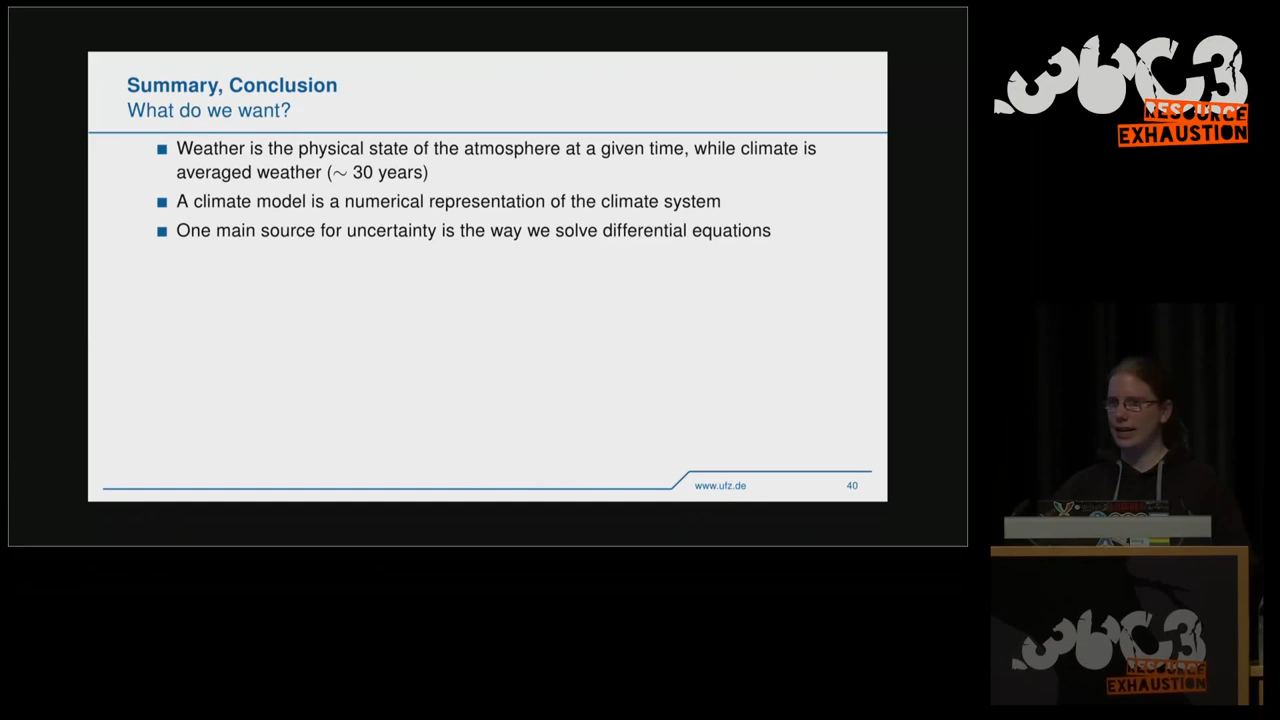 Summary, Conclusion
What do we want?
■ Weather is the physical state of the atmosphere at a given time, while climate is
averaged weather (∼ 30 years)
■ A climate model is a numerical representation of the climate system
■ One main source for uncertainty is the way we solve differential equations
www.ufz.de
40
36C3
RESOURCE
EXHAUSTION
36C3
RESOURCE
EXHAUSTION